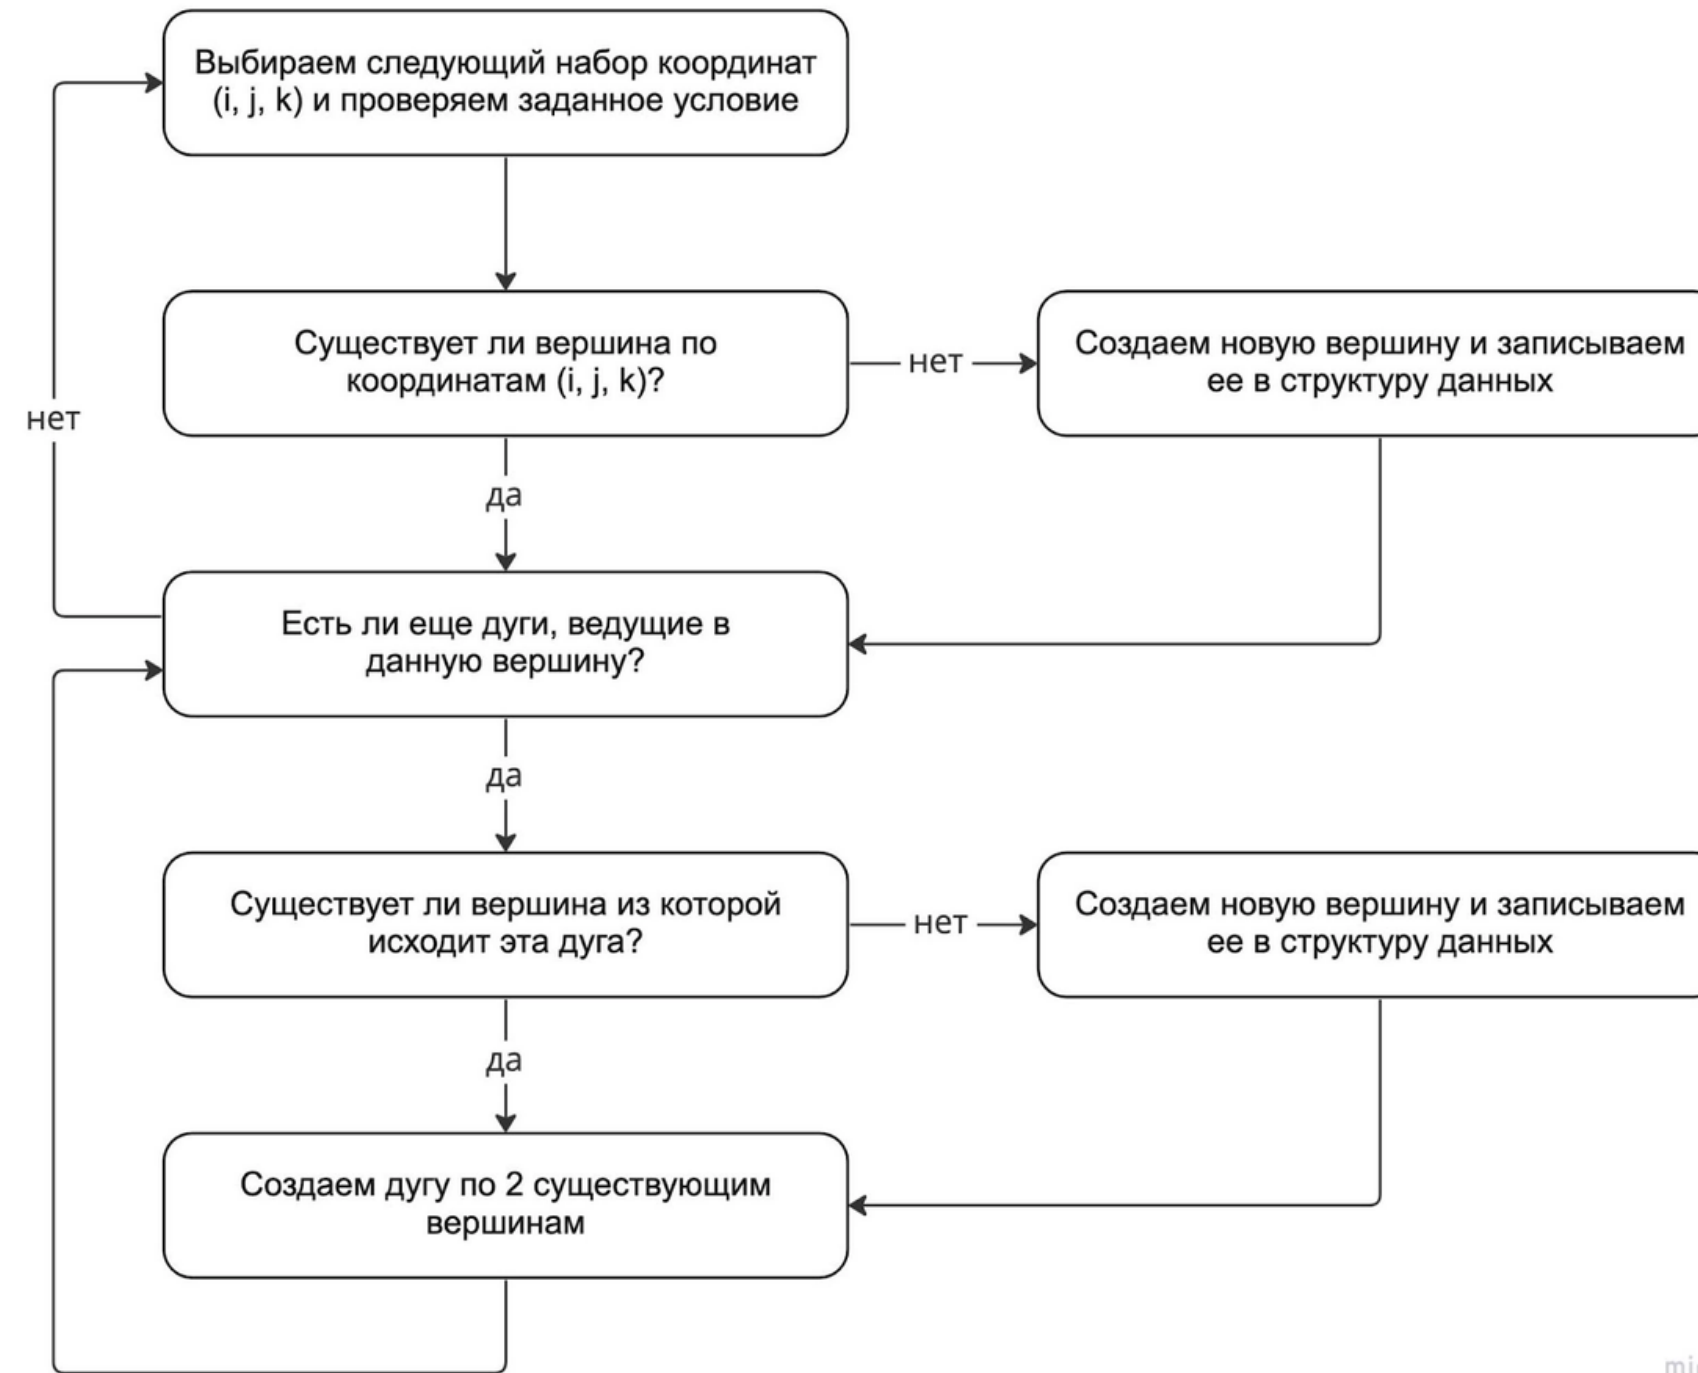 Выбираем следующий набор координат
(i, j, k) и проверяем заданное условие
Существует ли вершина по
координатам (i, j, k)?
нет
Создаем новую вершину и записываем
ее в структуру данных
нет
да
Есть ли еще дуги, ведущие в
данную вершину?
да
Существует ли вершина из которой
исходит эта дуга?
нет
Создаем новую вершину и записываем
ее в структуру данных
да
Создаем дугу по 2 существующим
вершинам